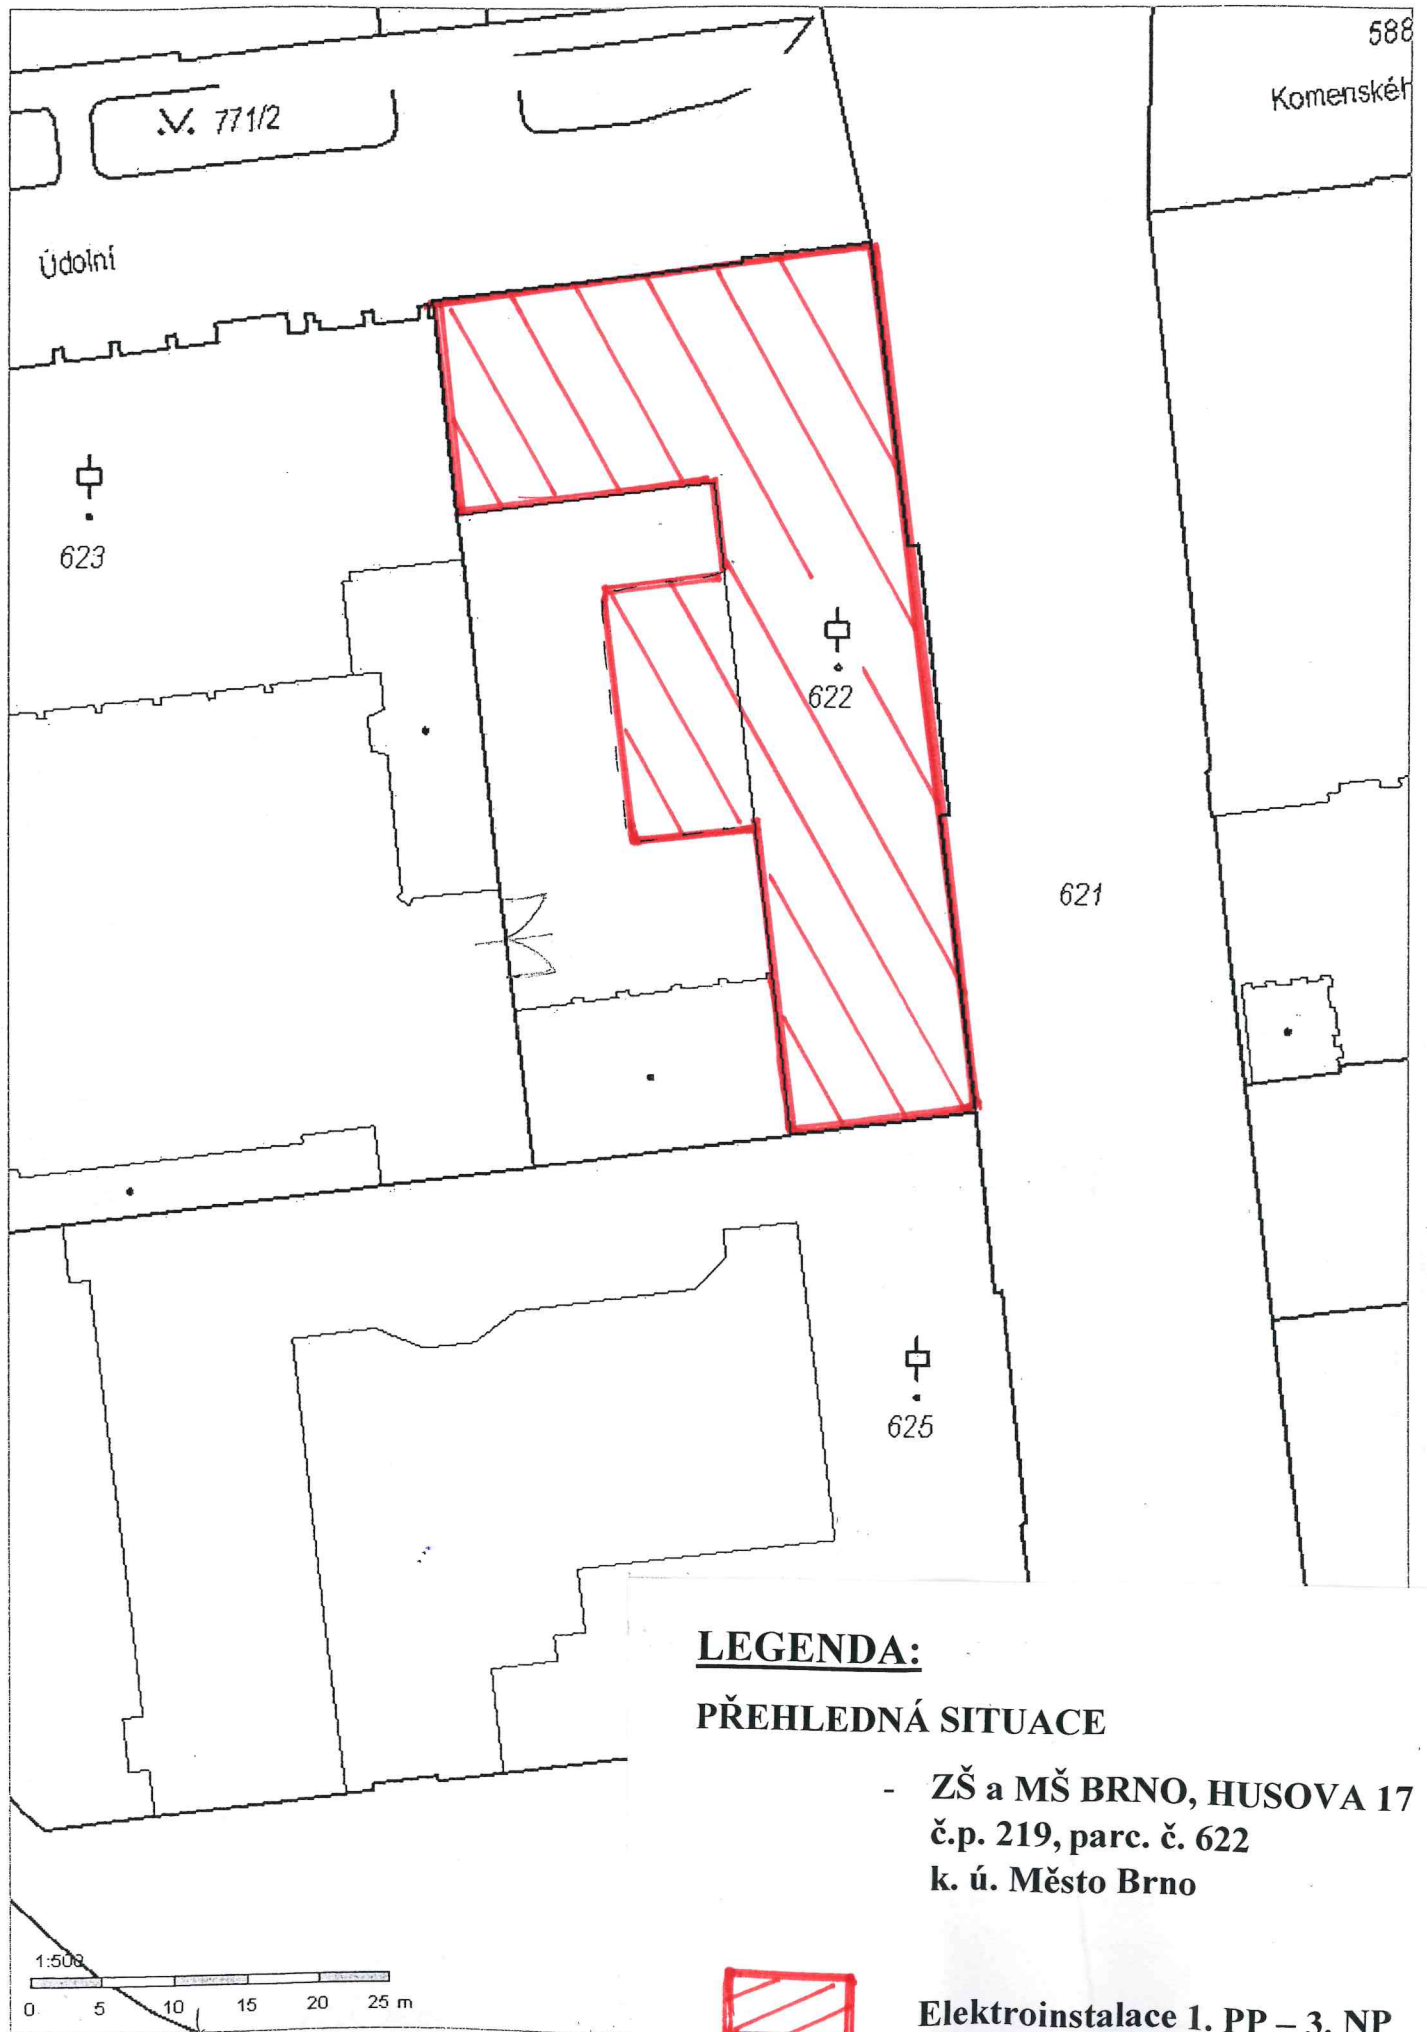 588
Komenskéh
771/2
Údolní
623
622
621
625
LEGENDA:
PŘEHLEDNÁ SITUACE
- ZŠ a MŠ BRNO, HUSOVA 17
č.p. 219, parc. č. 622
k. ú. Město Brno
1:500
0 5 10 15 20 25 m
Elektroinstalace 1. PP – 3. NP